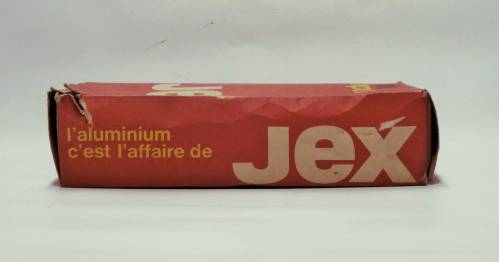 l'aluminium
c'est l'affaire de
Jex